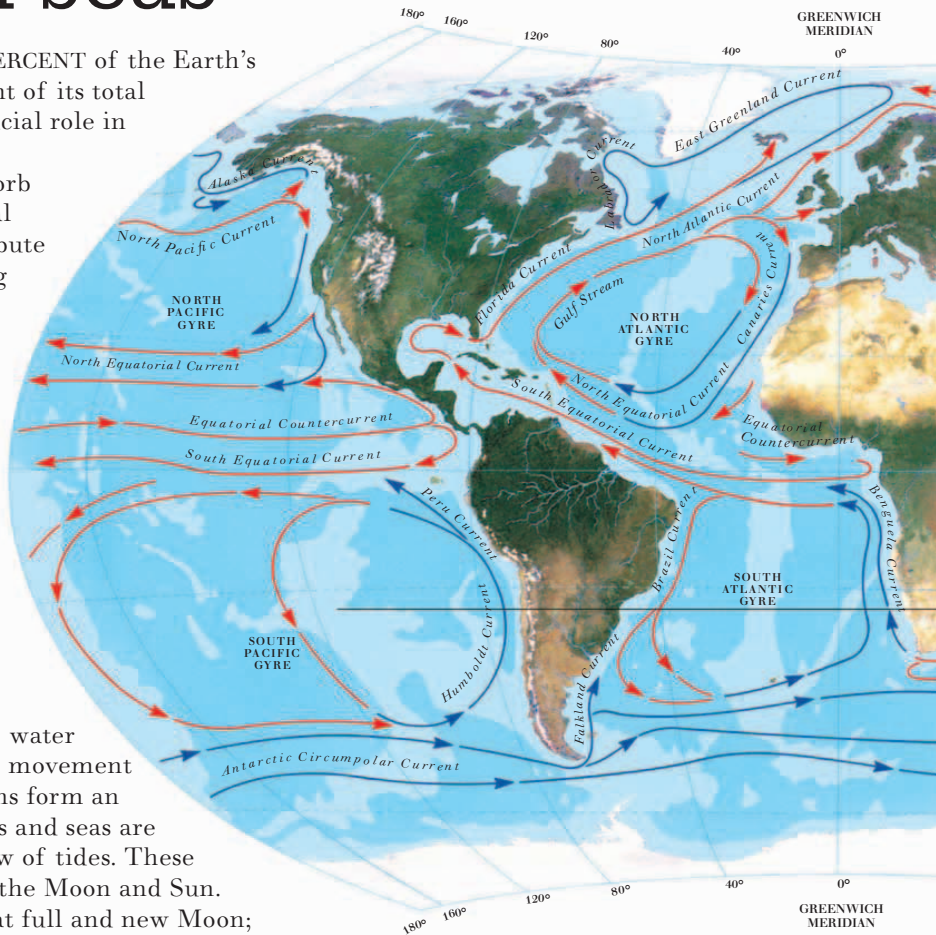 ERCENT of the Earth's
nt of its total
cial role in
orb
l
bute
g
water
movement
ns form an
s and seas are
w of tides. These
the Moon and Sun.
at full and new Moon;
180° 160° 120° 80° 40° 0°
GREENWICH
MERIDIAN
East Greenland Current
Labrador Current
Alaska Current
North Pacific Current
North Atlantic Current
Florida Current
Gulf Stream
Canaries Current
NORTH
PACIFIC
GYRE
NORTH
ATLANTIC
GYRE
North Equatorial Current
North Equatorial Current
South Equatorial Current
Equatorial Countercurrent
Equatorial
Countercurrent
South Equatorial Current
Peru Current
Benguela Current
Brazil Current
SOUTH
ATLANTIC
GYRE
Humboldt Current
SOUTH
PACIFIC
GYRE
Falkland Current
Antarctic Circumpolar Current
180° 160° 120° 80° 40° 0°
GREENWICH
MERIDIAN